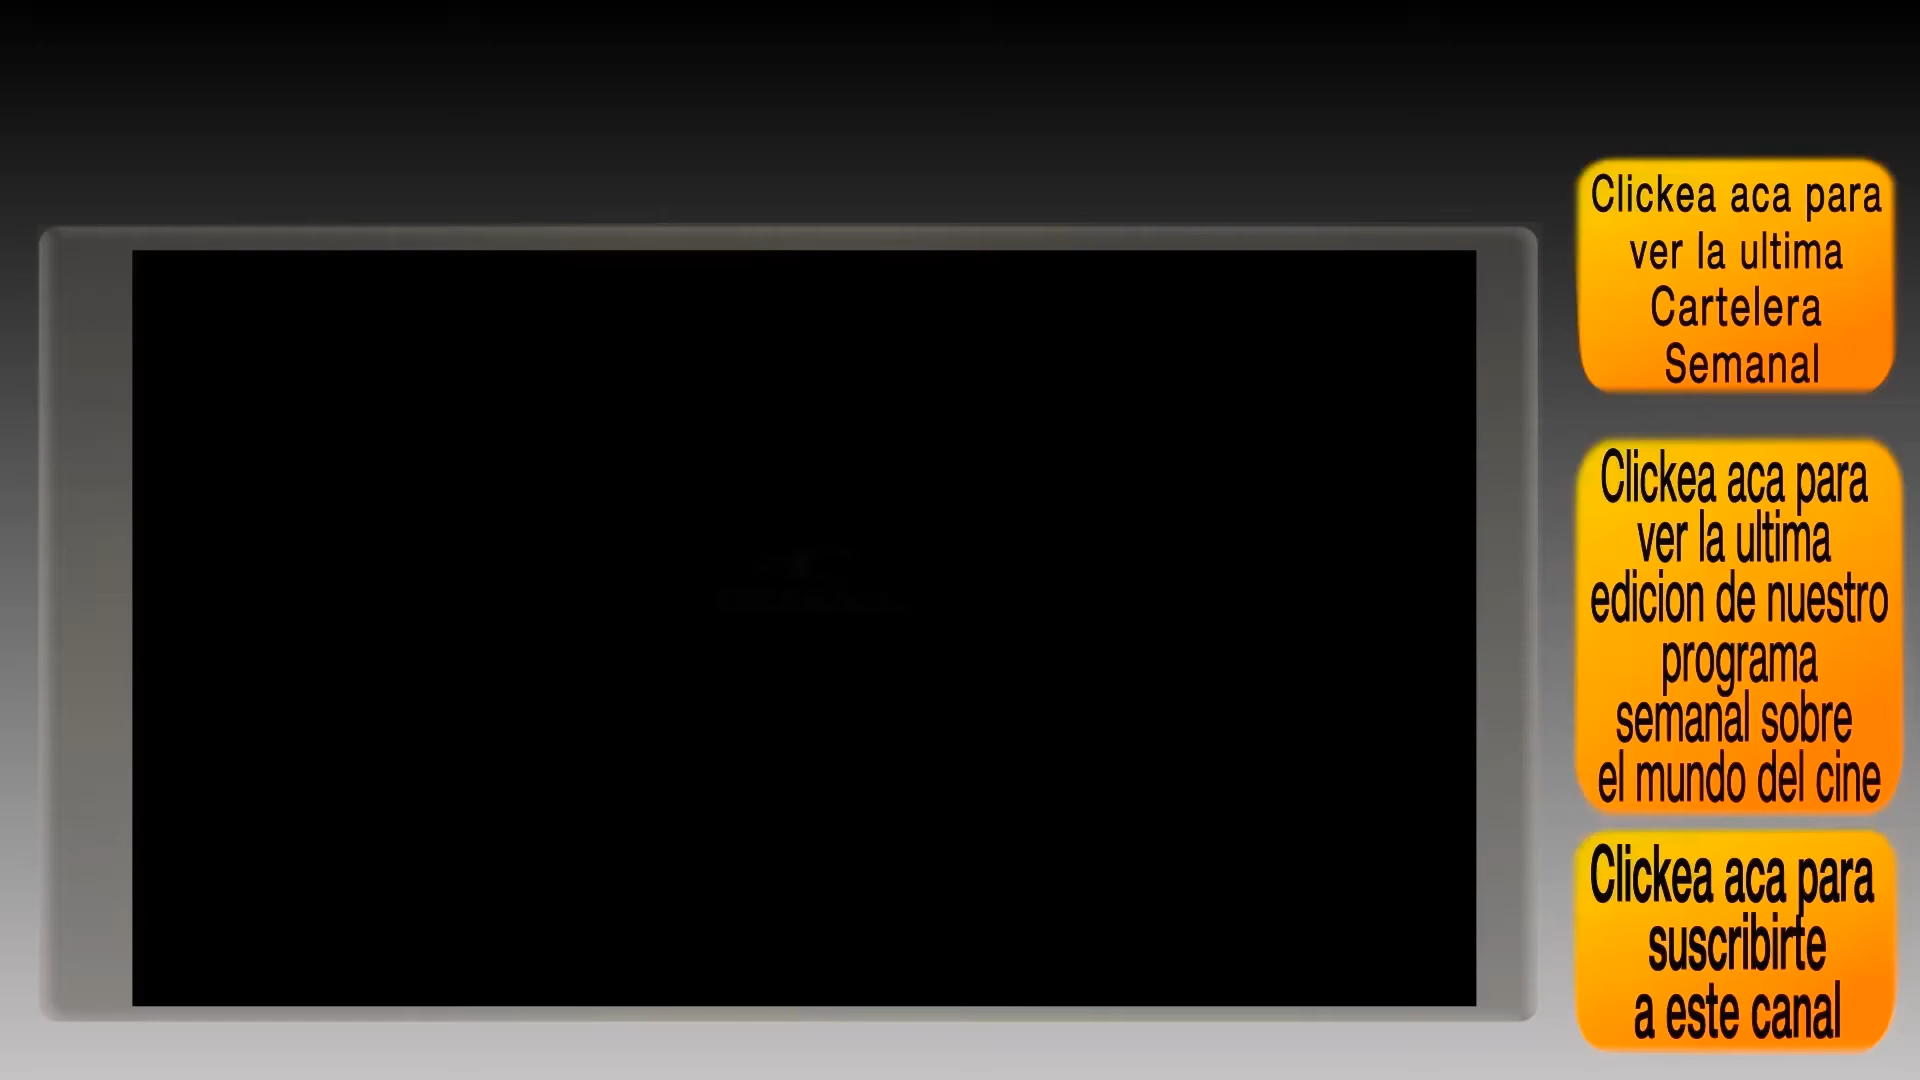 Clickea aca para
ver la ultima
Cartelera
Semanal
Clickea aca para
ver la ultima
edicion de nuestro
programa
semanal sobre
el mundo del cine
Clickea aca para
suscribirte
a este canal